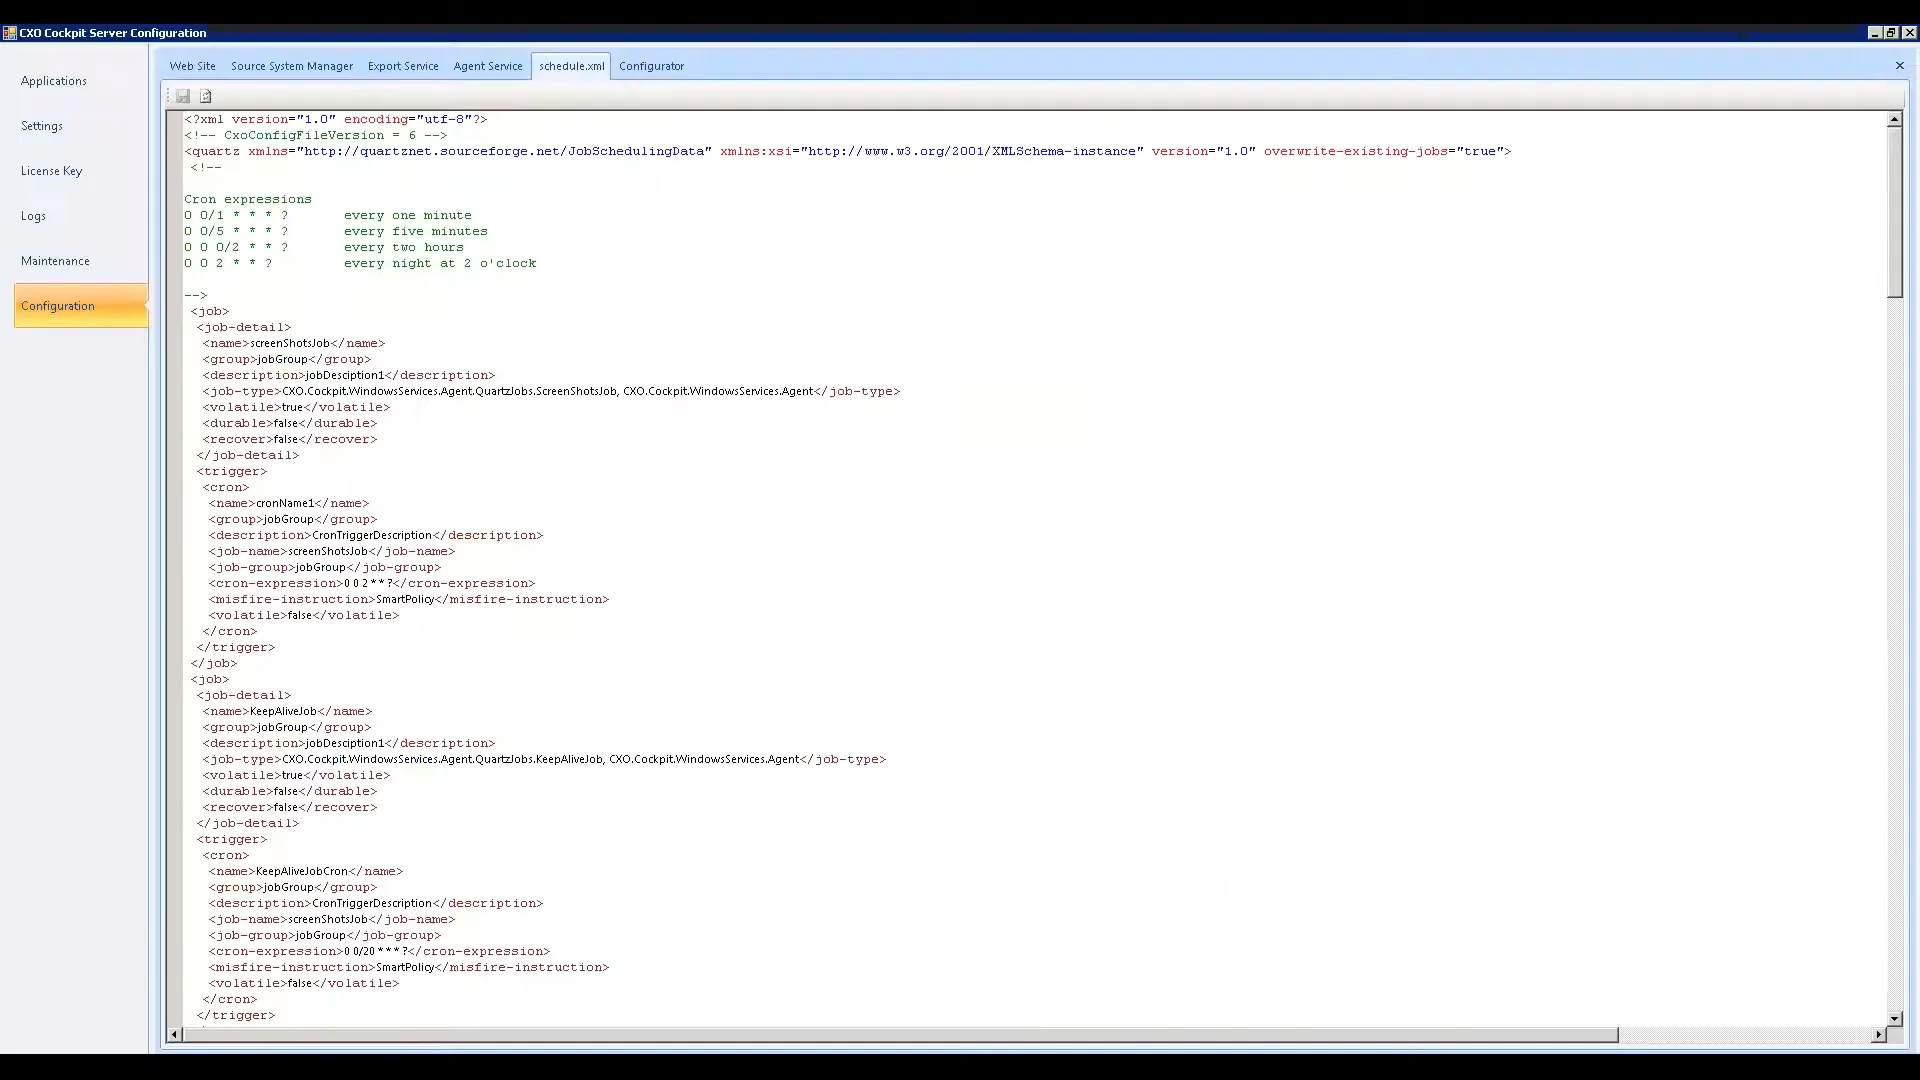 CXO Cockpit Server Configuration
Applications
Settings
License Key
Logs
Maintenance
Configuration
Web Site
Source System Manager
Export Service
Agent Service
schedule.xml
Configurator
<?xml version="1.0" encoding="utf-8"?>
<!-- CxoConfigFileVersion = 6 -->
<quartz xmlns="http://quartznet.sourceforge.net/JobSchedulingData" xmlns:xsi="http://www.w3.org/2001/XMLSchema-instance" version="1.0" overwrite-existing-jobs="true">
<!--
Cron expressions
0 0/1 * * * ? every one minute
0 0/5 * * * ? every five minutes
0 0 0/2 * * ? every two hours
0 0 2 * * ? every night at 2 o'clock
-->
<job>
<job-detail>
<name>screenShotsJob</name>
<group>jobGroup</group>
<description>jobDesciption1</description>
<job-type>CXO.Cockpit.WindowsServices.Agent.QuartzJobs.ScreenShotsJob, CXO.Cockpit.WindowsServices.Agent</job-type>
<volatile>true</volatile>
<durable>false</durable>
<recover>false</recover>
</job-detail>
<trigger>
<cron>
<name>cronName1</name>
<group>jobGroup</group>
<description>CronTriggerDescription</description>
<job-name>screenShotsJob</job-name>
<job-group>jobGroup</job-group>
<cron-expression>0 0 2 * * ?</cron-expression>
<misfire-instruction>SmartPolicy</misfire-instruction>
<volatile>false</volatile>
</cron>
</trigger>
</job>
<job>
<job-detail>
<name>KeepAliveJob</name>
<group>jobGroup</group>
<description>jobDesciption1</description>
<job-type>CXO.Cockpit.WindowsServices.Agent.QuartzJobs.KeepAliveJob, CXO.Cockpit.WindowsServices.Agent</job-type>
<volatile>true</volatile>
<durable>false</durable>
<recover>false</recover>
</job-detail>
<trigger>
<cron>
<name>KeepAliveJobCron</name>
<group>jobGroup</group>
<description>CronTriggerDescription</description>
<job-name>screenShotsJob</job-name>
<job-group>jobGroup</job-group>
<cron-expression>0 0/20 * * * ?</cron-expression>
<misfire-instruction>SmartPolicy</misfire-instruction>
<volatile>false</volatile>
</cron>
</trigger>